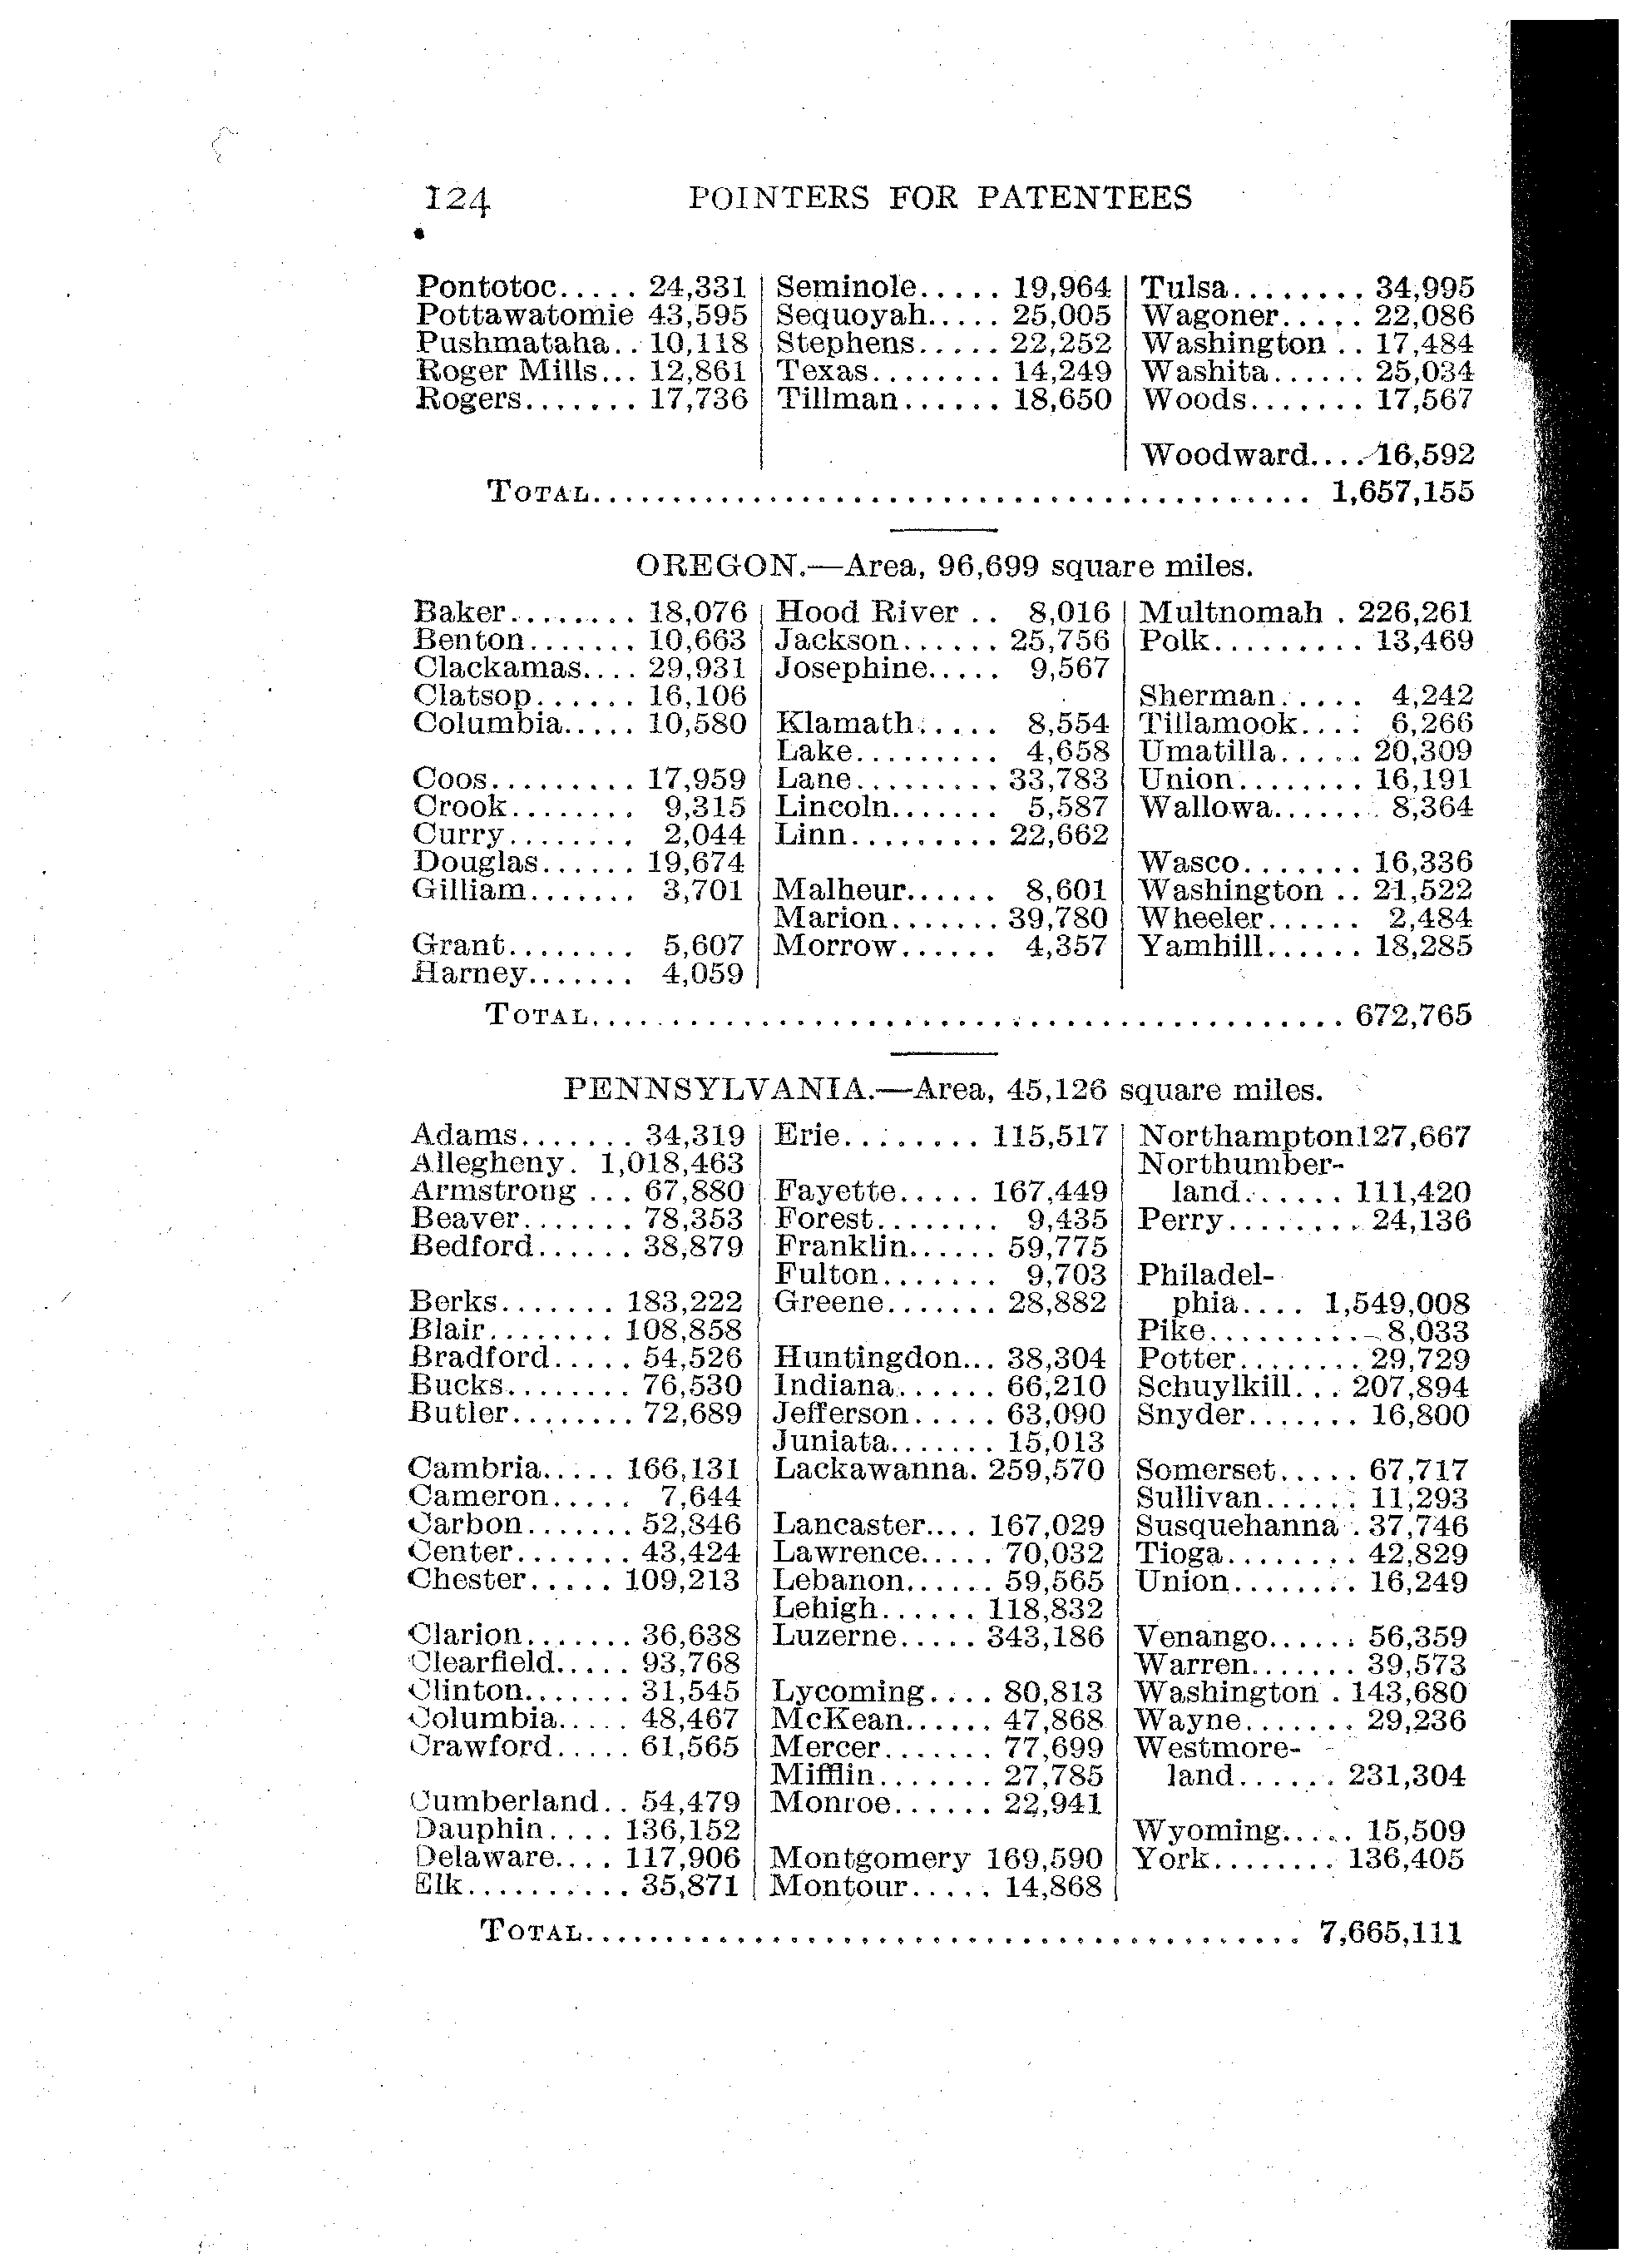 124 POINTERS FOR PATENTEES
Pontotoc..... 24,331 | Seminole..... 19,964 | Tulsa........ 34,995
Pottawatomie 43,595 | Sequoyah..... 25,005 | Wagoner..... 22,086
Pushmataha.. 10,118 | Stephens..... 22,252 | Washington .. 17,484
Roger Mills... 12,861 | Texas........ 14,249 | Washita...... 25,034
Rogers....... 17,736 | Tillman...... 18,650 | Woods....... 17,567
Woodward.... 16,592
TOTAL............................................ 1,657,155
OREGON.—Area, 96,699 square miles.
Baker........ 18,076 | Hood River .. 8,016 | Multnomah . 226,261
Benton....... 10,663 | Jackson...... 25,756 | Polk......... 13,469
Clackamas.... 29,931 | Josephine..... 9,567
Clatsop...... 16,106 | Sherman..... 4,242
Columbia..... 10,580 | Klamath..... 8,554 | Tillamook.... 6,266
Lake......... 4,658 | Umatilla..... 20,309
Coos......... 17,959 | Lane......... 33,783 | Union........ 16,191
Crook........ 9,315 | Lincoln....... 5,587 | Wallowa...... 8,364
Curry........ 2,044 | Linn......... 22,662
Douglas...... 19,674 | Wasco....... 16,336
Gilliam....... 3,701 | Malheur...... 8,601 | Washington .. 21,522
Marion....... 39,780 | Wheeler...... 2,484
Grant........ 5,607 | Morrow...... 4,357 | Yamhill...... 18,285
Harney....... 4,059
TOTAL............................................ 672,765
PENNSYLVANIA.—Area, 45,126 square miles.
Adams....... 34,319 | Erie........ 115,517 | Northampton127,667
Allegheny. 1,018,463 | Northumber-
Armstrong ... 67,880 | Fayette..... 167,449 | land...... 111,420
Beaver....... 78,353 | Forest........ 9,435 | Perry........ 24,136
Bedford...... 38,879 | Franklin...... 59,775
Fulton....... 9,703 | Philadel-
Berks....... 183,222 | Greene....... 28,882 | phia.... 1,549,008
Blair........ 108,858 | Pike......... 8,033
Bradford..... 54,526 | Huntingdon... 38,304 | Potter........ 29,729
Bucks........ 76,530 | Indiana...... 66,210 | Schuylkill... 207,894
Butler........ 72,689 | Jefferson..... 63,090 | Snyder....... 16,800
Juniata....... 15,013
Cambria..... 166,131 | Lackawanna. 259,570 | Somerset..... 67,717
Cameron..... 7,644 | Sullivan...... 11,293
Carbon....... 52,846 | Lancaster.... 167,029 | Susquehanna . 37,746
Center....... 43,424 | Lawrence..... 70,032 | Tioga........ 42,829
Chester..... 109,213 | Lebanon...... 59,565 | Union........ 16,249
Lehigh...... 118,832
Clarion....... 36,638 | Luzerne..... 343,186 | Venango...... 56,359
Clearfield..... 93,768 | Warren....... 39,573
Clinton....... 31,545 | Lycoming.... 80,813 | Washington . 143,680
Columbia..... 48,467 | McKean...... 47,868 | Wayne....... 29,236
Crawford..... 61,565 | Mercer....... 77,699 | Westmore-
Mifflin....... 27,785 | land...... 231,304
Cumberland.. 54,479 | Monroe...... 22,941
Dauphin.... 136,152 | Wyoming..... 15,509
Delaware.... 117,906 | Montgomery 169,590 | York........ 136,405
Elk.......... 35,871 | Montour..... 14,868
TOTAL............................................ 7,665,111